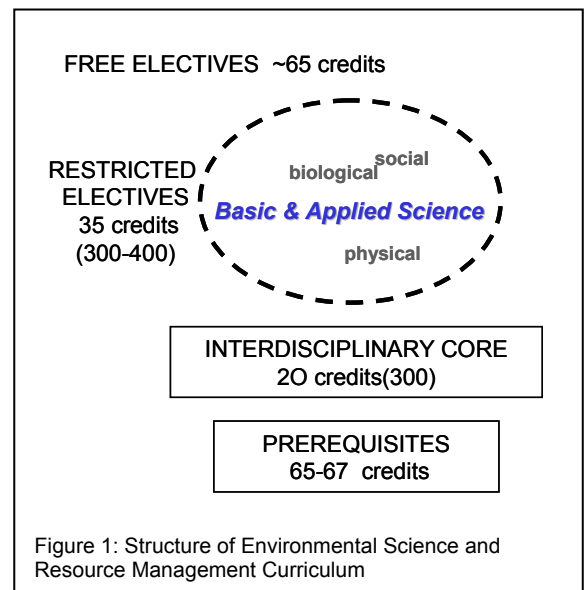 FREE ELECTIVES ~65 credits
RESTRICTED
ELECTIVES
35 credits
(300-400)
biological
social
Basic & Applied Science
physical
INTERDISCIPLINARY CORE
2O credits(300)
PREREQUISITES
65-67 credits
Figure 1: Structure of Environmental Science and
Resource Management Curriculum